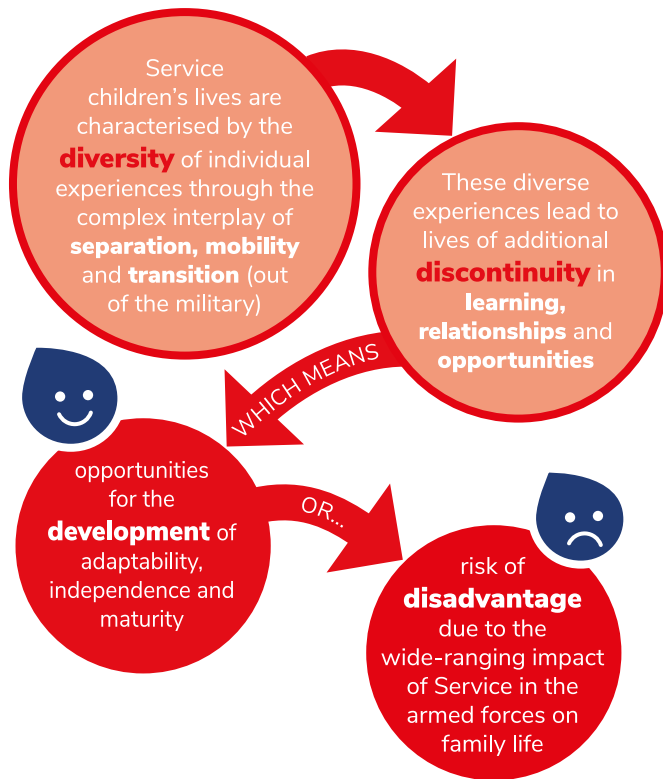 Service
children’s lives are
characterised by the
diversity of individual
experiences through the
complex interplay of
separation, mobility
and transition (out
of the military)
These diverse
experiences lead to
lives of additional
discontinuity in
learning,
relationships and
opportunities
WHICH MEANS
opportunities
for the
development of
adaptability,
independence and
maturity
OR...
risk of
disadvantage
due to the
wide-ranging impact
of Service in the
armed forces on
family life